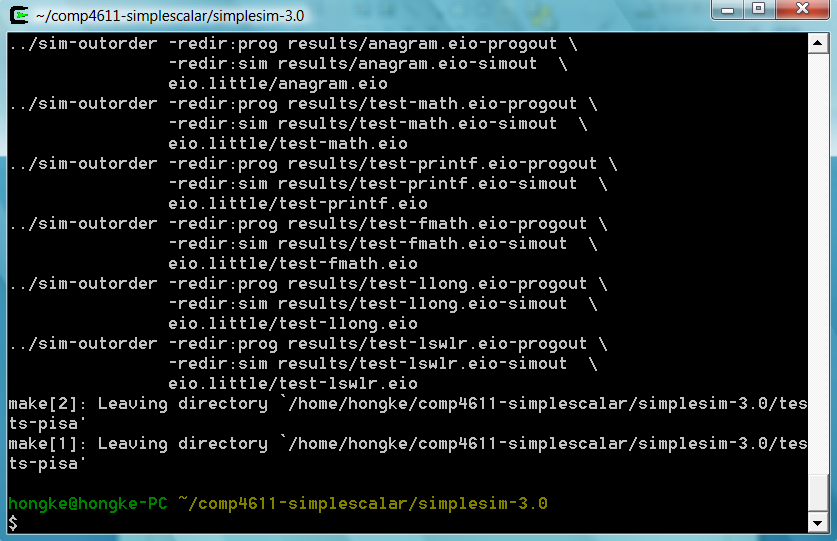 ~/comp4611-simplescalar/simplesim-3.0
../sim-outorder -redir:prog results/anagram.eio-progout \
-redir:sim results/anagram.eio-simout  \
eio.little/anagram.eio
../sim-outorder -redir:prog results/test-math.eio-progout \
-redir:sim results/test-math.eio-simout  \
eio.little/test-math.eio
../sim-outorder -redir:prog results/test-printf.eio-progout \
-redir:sim results/test-printf.eio-simout  \
eio.little/test-printf.eio
../sim-outorder -redir:prog results/test-fmath.eio-progout \
-redir:sim results/test-fmath.eio-simout  \
eio.little/test-fmath.eio
../sim-outorder -redir:prog results/test-llong.eio-progout \
-redir:sim results/test-llong.eio-simout  \
eio.little/test-llong.eio
../sim-outorder -redir:prog results/test-lswlr.eio-progout \
-redir:sim results/test-lswlr.eio-simout  \
eio.little/test-lswlr.eio
make[2]: Leaving directory `/home/hongke/comp4611-simplescalar/simplesim-3.0/tes
ts-pisa'
make[1]: Leaving directory `/home/hongke/comp4611-simplescalar/simplesim-3.0/tes
ts-pisa'
hongke@hongke-PC ~/comp4611-simplescalar/simplesim-3.0
$